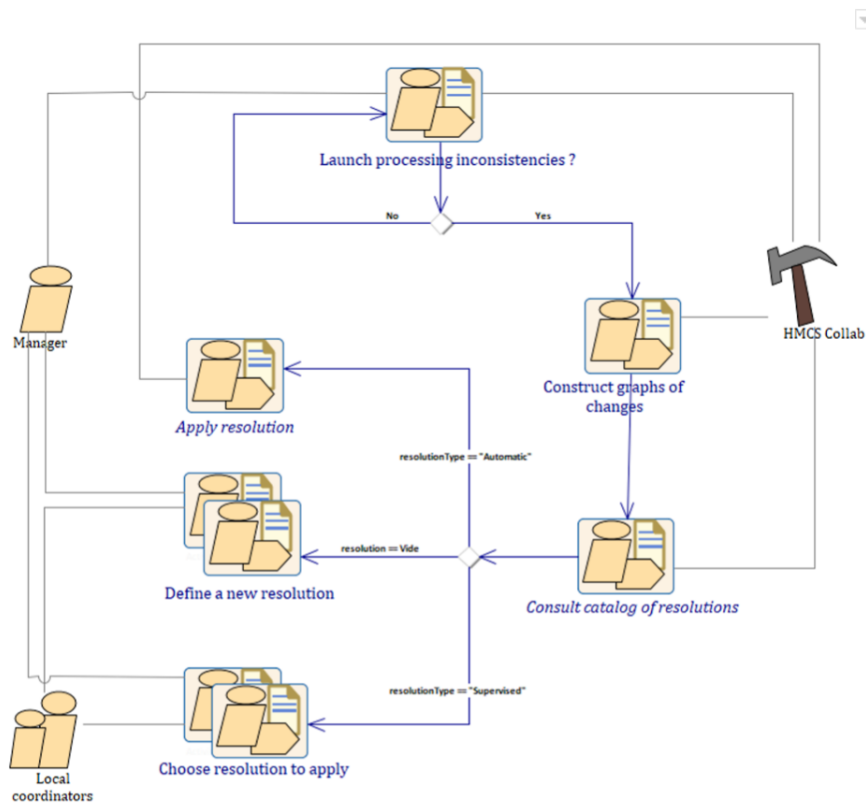 Launch processing inconsistencies ?
No
Yes
Manager
HMCS Collab
Construct graphs of
changes
Apply resolution
resolutionType == "Automatic"
resolution == Vide
Define a new resolution
Consult catalog of resolutions
resolutionType == "Supervised"
Choose resolution to apply
Local
coordinators